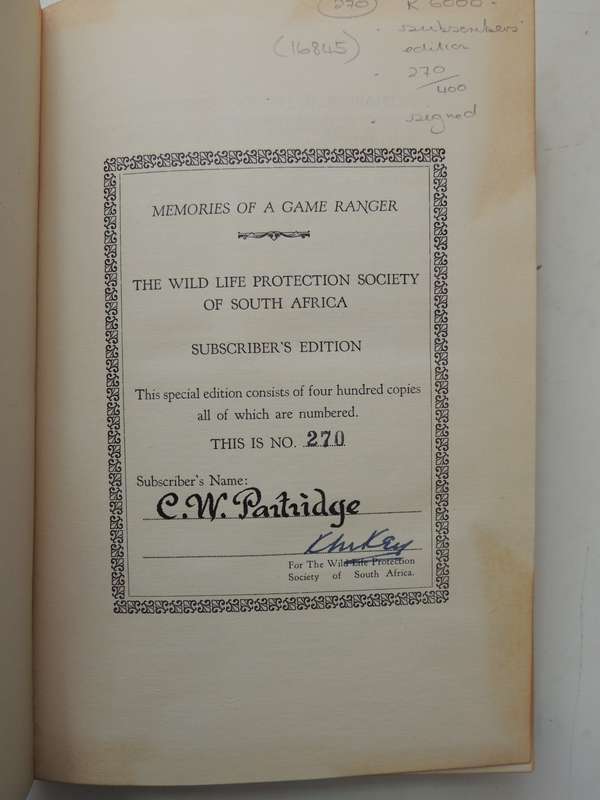 (270) R 6000 -
(16845)
subscribers'
edition
270/400
signed
MEMORIES OF A GAME RANGER
THE WILD LIFE PROTECTION SOCIETY
OF SOUTH AFRICA
SUBSCRIBER'S EDITION
This special edition consists of four hundred copies
all of which are numbered.
THIS IS NO. 270
Subscriber's Name:
C.W. Partridge
For The Wild Life Protection
Society of South Africa.